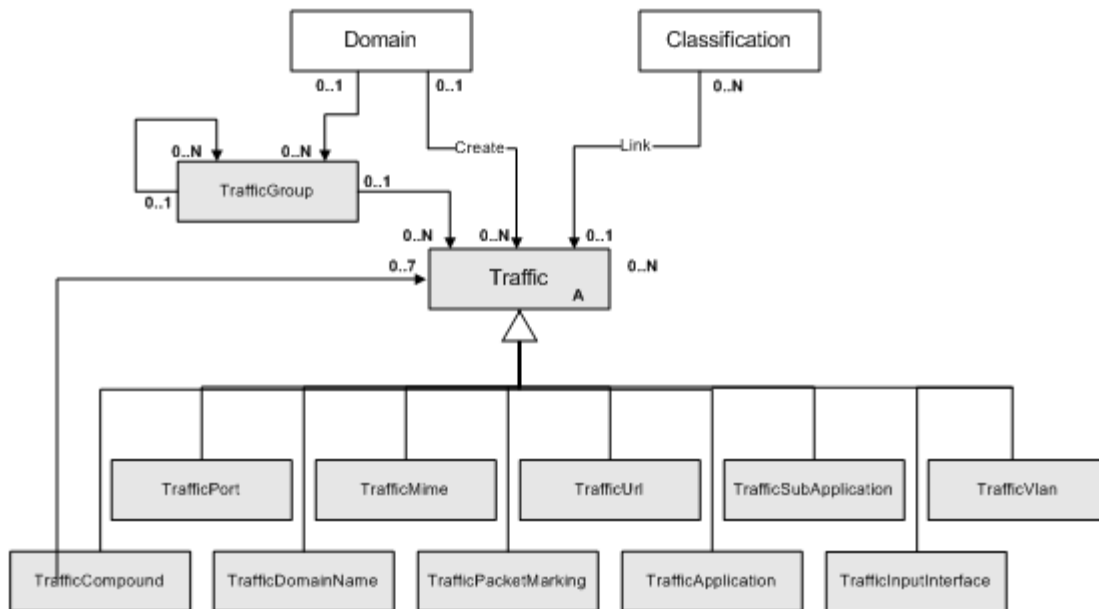 Domain
Classification
0..1
0..1
0..N
0..N
0..N
Create
Link
TrafficGroup
0..1
0..1
0..N
0..N
0..1
0..7
Traffic
0..N
A
TrafficPort
TrafficMime
TrafficUrl
TrafficSubApplication
TrafficVlan
TrafficCompound
TrafficDomainName
TrafficPacketMarking
TrafficApplication
TrafficInputInterface